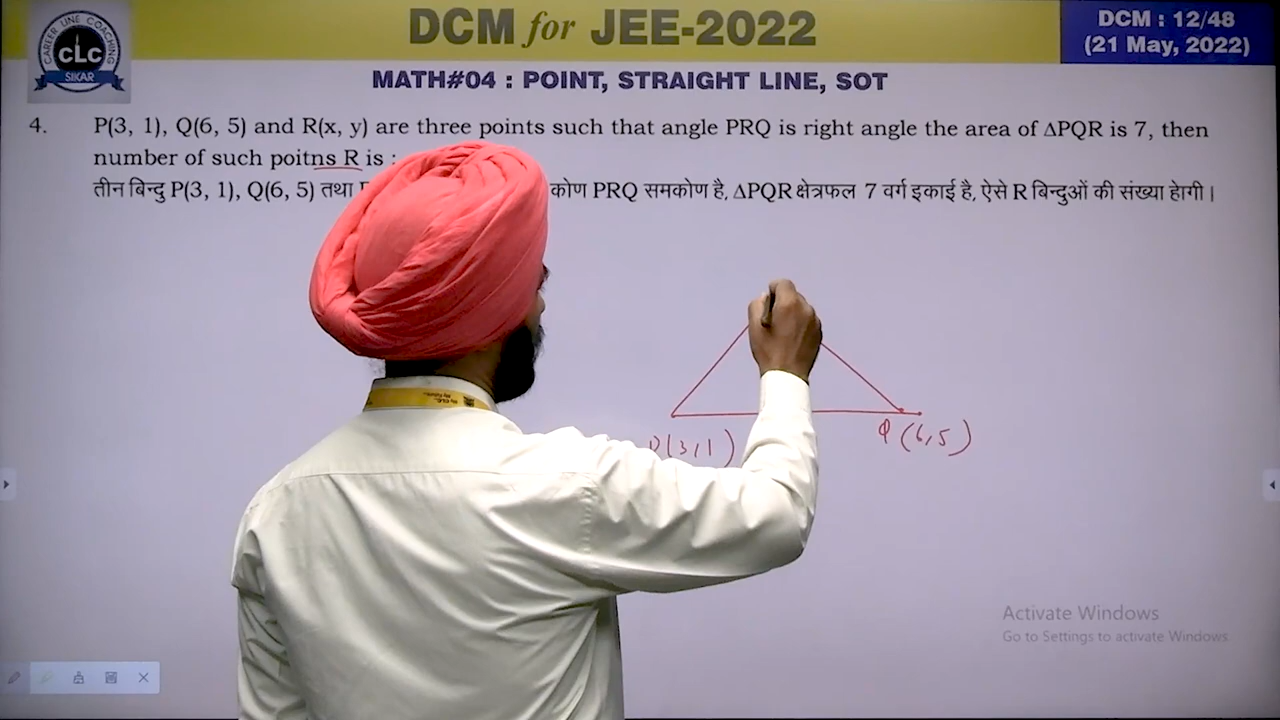 DCM for JEE-2022
DCM : 12/48
(21 May, 2022)
CAREER LINE COACHING
CLC
SIKAR
MATH#04 : POINT, STRAIGHT LINE, SOT
4. P(3, 1), Q(6, 5) and R(x, y) are three points such that angle PRQ is right angle the area of ΔPQR is 7, then
number of such poitns R is :
तीन बिन्दु P(3, 1), Q(6, 5) तथा कोण PRQ समकोण है, ΔPQR क्षेत्रफल 7 वर्ग इकाई है, ऐसे R बिन्दुओं की संख्या हेागी।
P(3,1)
Q(6,5)
Activate Windows
Go to Settings to activate Windows.